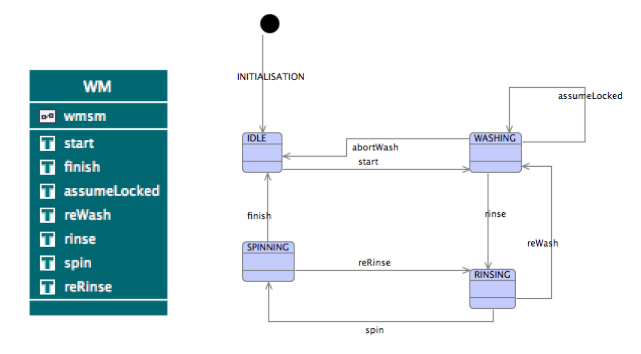 WM
wmsm
T start
T finish
T assumeLocked
T reWash
T rinse
T spin
T reRinse
INITIALISATION
assumeLocked
IDLE
WASHING
abortWash
start
finish
rinse
reWash
SPINNING
reRinse
RINSING
spin